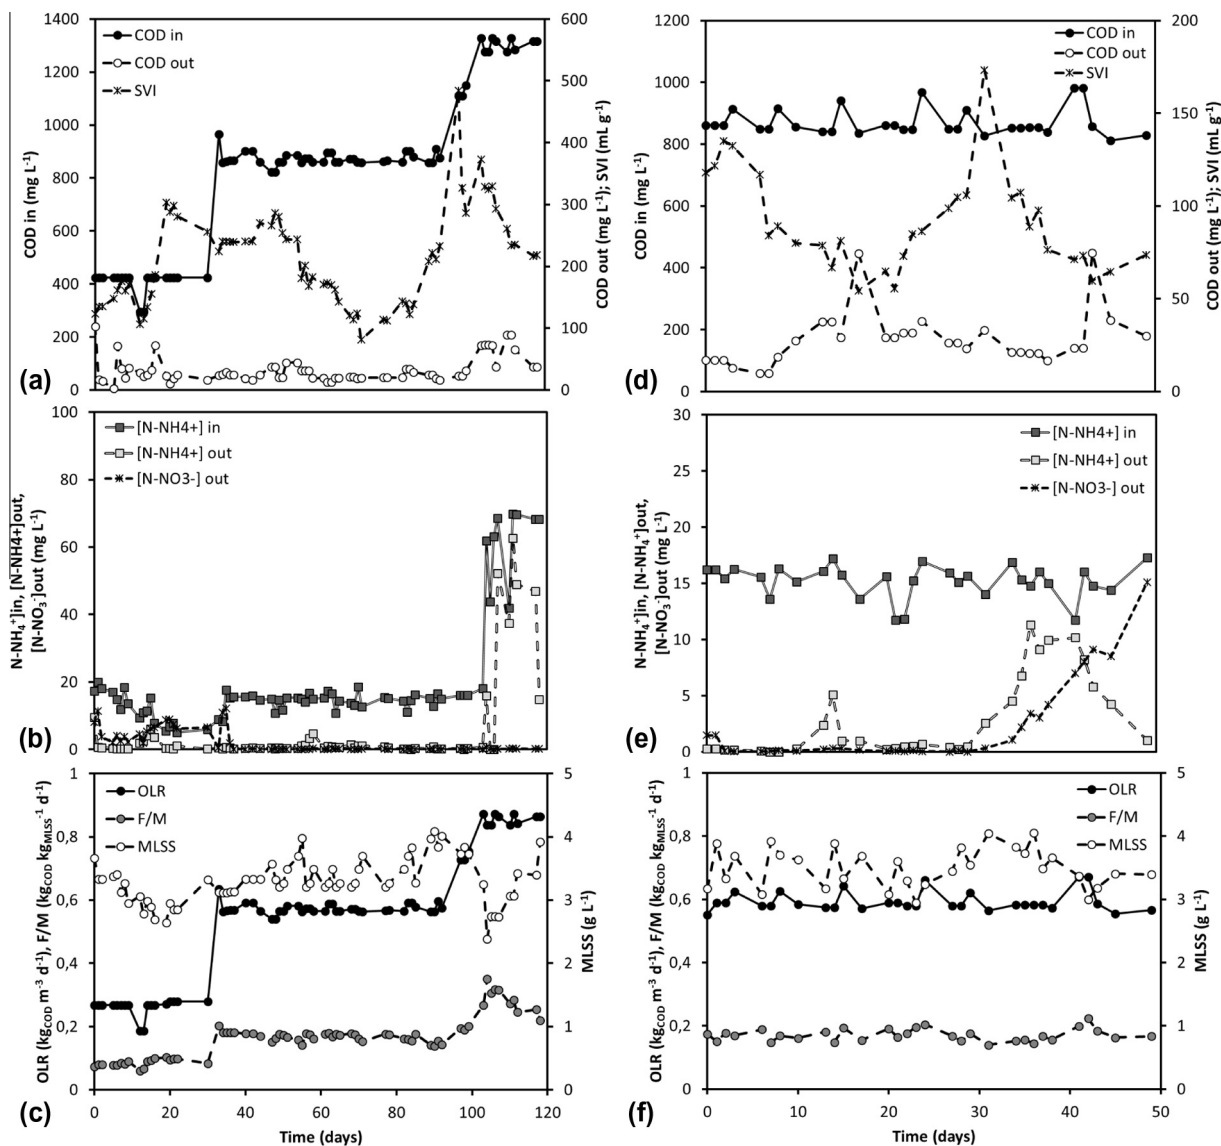 1400
1200
1000
800
600
400
200
0
COD in (mg L⁻¹)
COD in
COD out
SVI
600
500
400
300
200
100
0
COD out (mg L⁻¹); SVI (mL g⁻¹)
(a)
1200
1000
800
600
400
200
0
COD in (mg L⁻¹)
COD in
COD out
SVI
200
150
100
50
0
COD out (mg L⁻¹); SVI (mL g⁻¹)
(d)
100
80
60
40
20
0
N-NH₄⁺]in, [N-NH4+]out,
[N-NO₃⁻]out (mg L⁻¹)
[N-NH4+] in
[N-NH4+] out
[N-NO3-] out
(b)
30
25
20
15
10
5
0
N-NH₄⁺]in, [N-NH₄⁺]out,
[N-NO₃⁻]out (mg L⁻¹)
[N-NH4+] in
[N-NH4+] out
[N-NO3-] out
(e)
1
0,8
0,6
0,4
0,2
0
OLR (kg_COD m⁻³ d⁻¹), F/M (kg_COD kg_MLSS⁻¹ d⁻¹)
OLR
F/M
MLSS
5
4
3
2
1
0
MLSS (g L⁻¹)
(c)
0 20 40 60 80 100 120
Time (days)
1
0,8
0,6
0,4
0,2
0
OLR (kg_COD m⁻³ d⁻¹), F/M (kg_COD kg_MLSS⁻¹ d⁻¹)
OLR
F/M
MLSS
5
4
3
2
1
0
MLSS (g L⁻¹)
(f)
0 10 20 30 40 50
Time (days)